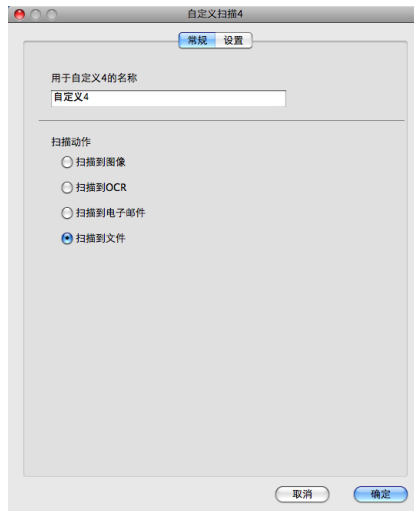 自定义扫描4
常规 设置
用于自定义4的名称
自定义4
扫描动作
扫描到图像
扫描到OCR
扫描到电子邮件
扫描到文件
取消 确定